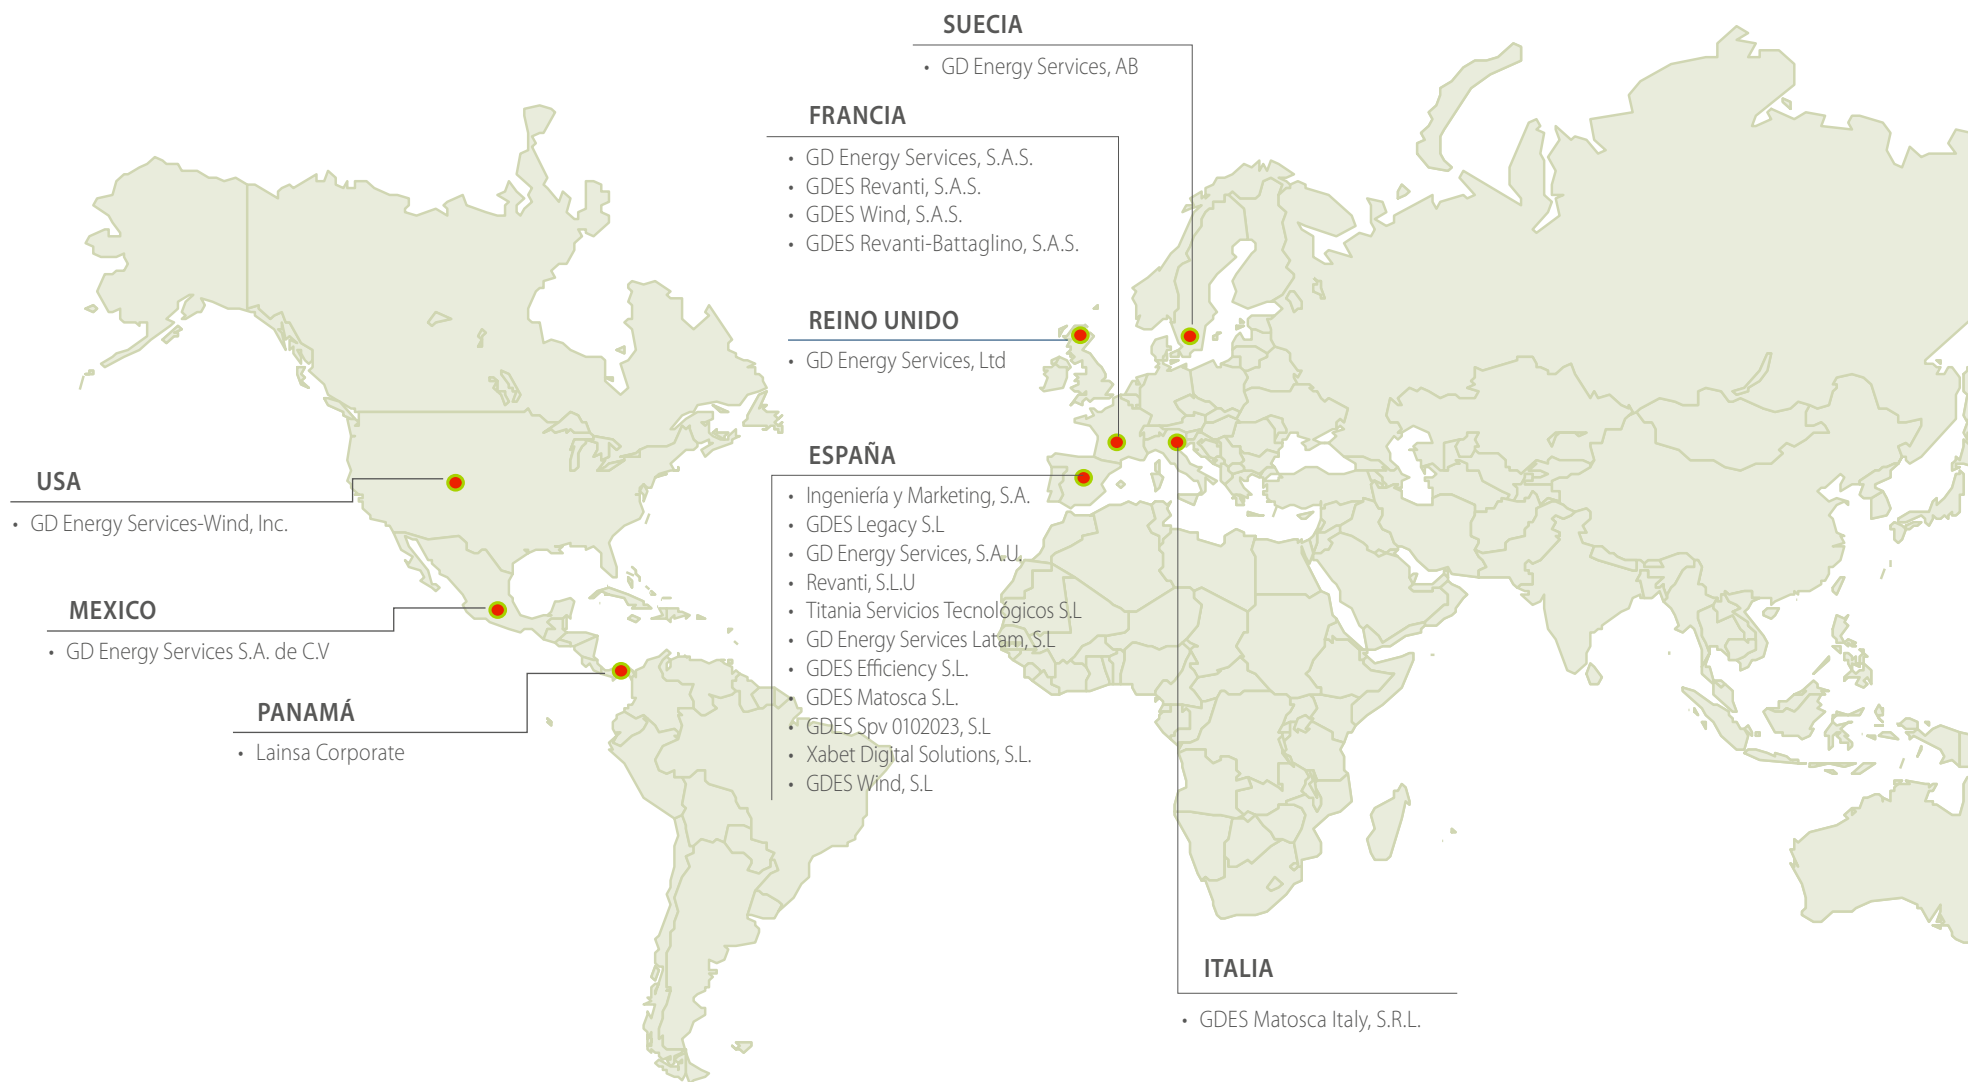 SUECIA
• GD Energy Services, AB
FRANCIA
• GD Energy Services, S.A.S.
• GDES Revanti, S.A.S.
• GDES Wind, S.A.S.
• GDES Revanti-Battaglino, S.A.S.
REINO UNIDO
• GD Energy Services, Ltd
ESPAÑA
• Ingeniería y Marketing, S.A.
• GDES Legacy S.L
• GD Energy Services, S.A.U.
• Revanti, S.L.U
• Titania Servicios Tecnológicos S.L
• GD Energy Services Latam, S.L
• GDES Efficiency S.L.
• GDES Matosca S.L.
• GDES Spv 0102023, S.L
• Xabet Digital Solutions, S.L.
• GDES Wind, S.L
USA
• GD Energy Services-Wind, Inc.
MEXICO
• GD Energy Services S.A. de C.V
PANAMÁ
• Lainsa Corporate
ITALIA
• GDES Matosca Italy, S.R.L.